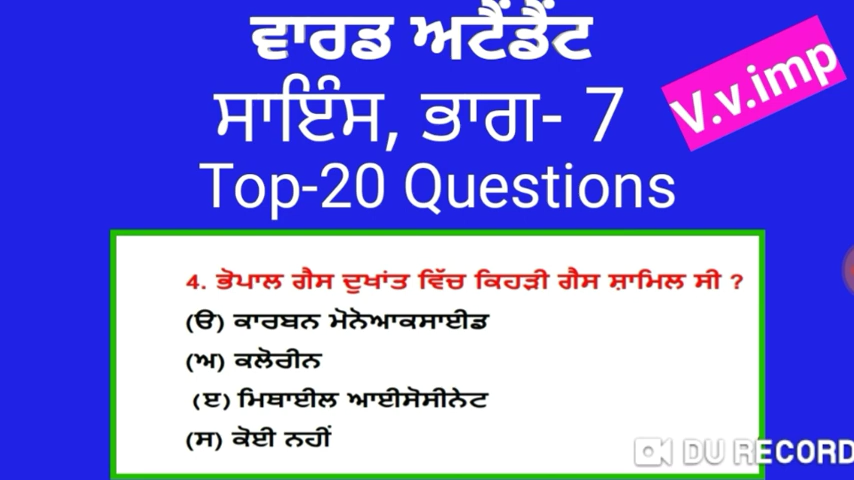 ਵਾਰਡ ਅਟੈਂਡੈਂਟ
ਸਾਇੰਸ, ਭਾਗ- 7
V.v.imp
Top-20 Questions
4. ਭੋਪਾਲ ਗੈਸ ਦੁਖਾਂਤ ਵਿੱਚ ਕਿਹੜੀ ਗੈਸ ਸ਼ਾਮਿਲ ਸੀ ?
(ੳ) ਕਾਰਬਨ ਮੋਨੋਆਕਸਾਈਡ
(ਅ) ਕਲੋਰੀਨ
(ੲ) ਮਿਥਾਈਲ ਆਈਸੋਸੀਨੇਟ
(ਸ) ਕੋਈ ਨਹੀਂ
DU RECORD